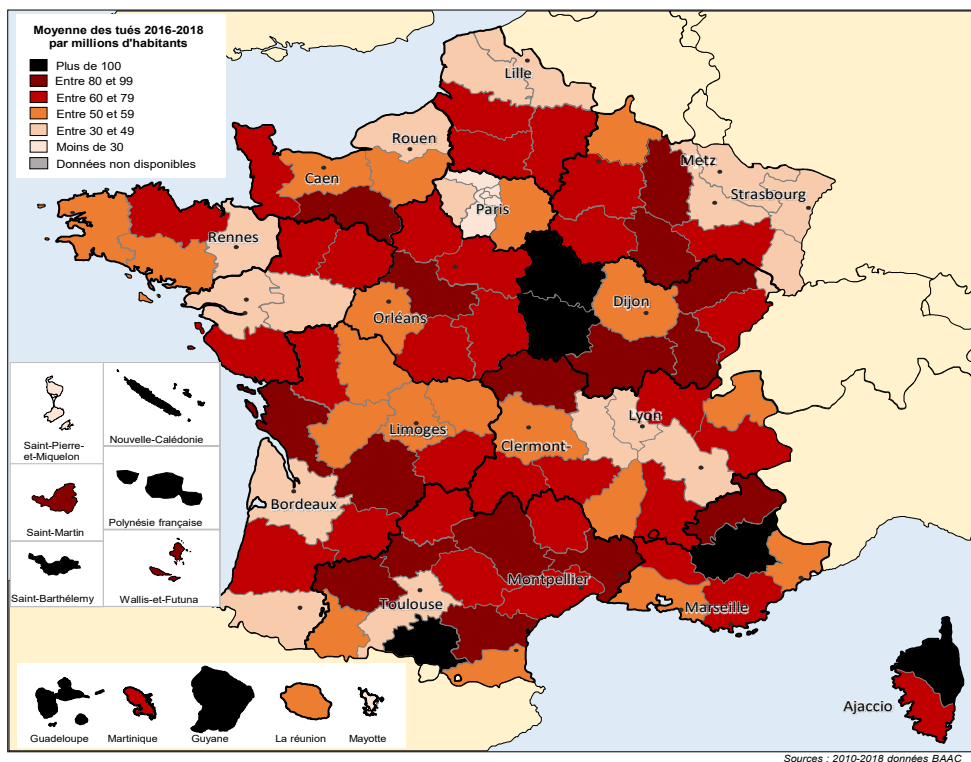 Moyenne des tués 2016-2018
par millions d'habitants
Plus de 100
Entre 80 et 99
Entre 60 et 79
Entre 50 et 59
Entre 30 et 49
Moins de 30
Données non disponibles
Lille
Rouen
Caen
Metz
Strasbourg
Paris
Rennes
Orléans
Dijon
Limoges
Clermont-
Lyon
Bordeaux
Montpellier
Toulouse
Marseille
Ajaccio
Saint-Pierre-
et-Miquelon
Nouvelle-Calédonie
Saint-Martin
Polynésie française
Saint-Barthélemy
Wallis-et-Futuna
Guadeloupe
Martinique
Guyane
La réunion
Mayotte
Sources : 2010-2018 données BAAC